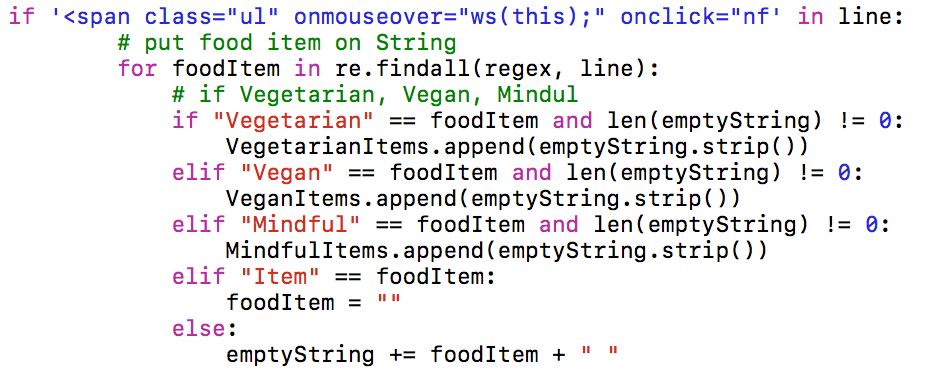 if '<span class="ul" onmouseover="ws(this);" onclick="nf' in line:
        # put food item on String
        for foodItem in re.findall(regex, line):
            # if Vegetarian, Vegan, Mindul
            if "Vegetarian" == foodItem and len(emptyString) != 0:
                VegetarianItems.append(emptyString.strip())
            elif "Vegan" == foodItem and len(emptyString) != 0:
                VeganItems.append(emptyString.strip())
            elif "Mindful" == foodItem and len(emptyString) != 0:
                MindfulItems.append(emptyString.strip())
            elif "Item" == foodItem:
                foodItem = ""
            else:
                emptyString += foodItem + " "